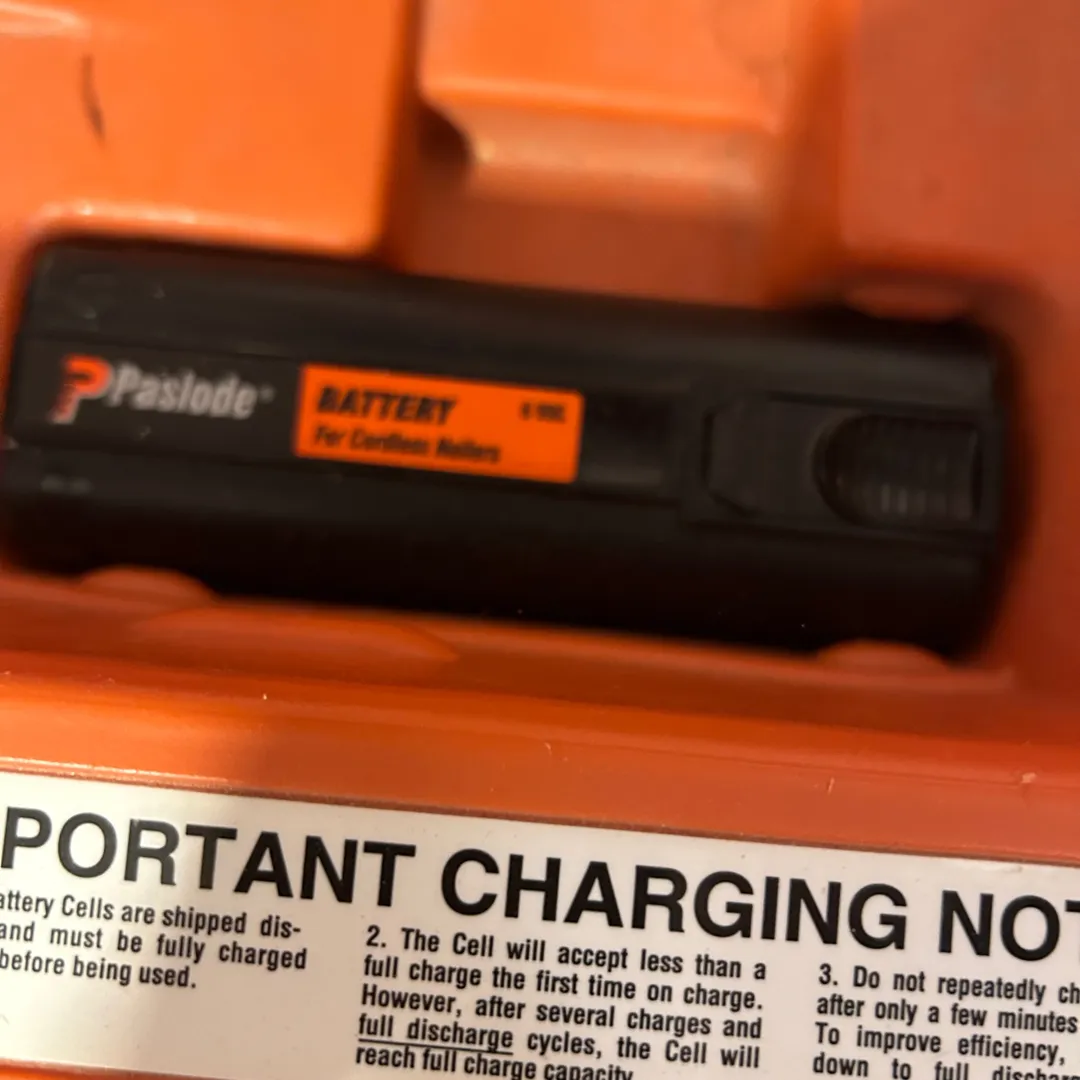 Paslode
BATTERY
For Cordless Nailers
PORTANT CHARGING NOT
attery Cells are shipped dis-
and must be fully charged
before being used.
2. The Cell will accept less than a
full charge the first time on charge.
However, after several charges and
full discharge cycles, the Cell will
reach full charge capacity.
3. Do not repeatedly ch
after only a few minutes
To improve efficiency,
down to full dischar